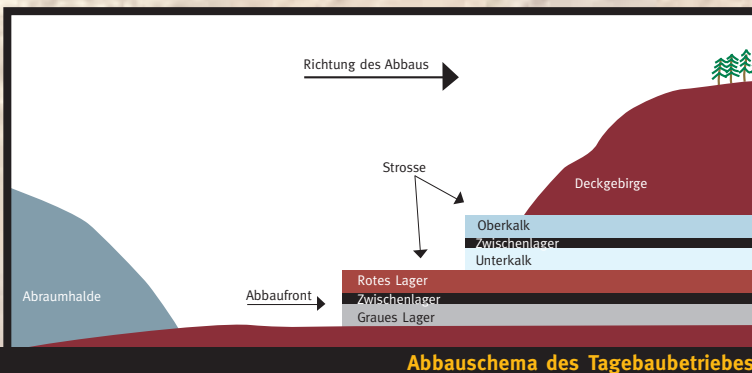 Richtung des Abbaus
Strosse
Deckgebirge
Oberkalk
Zwischenlager
Unterkalk
Abraumhalde
Abbaufront
Rotes Lager
Zwischenlager
Graues Lager
Abbauschema des Tagebaubetriebes